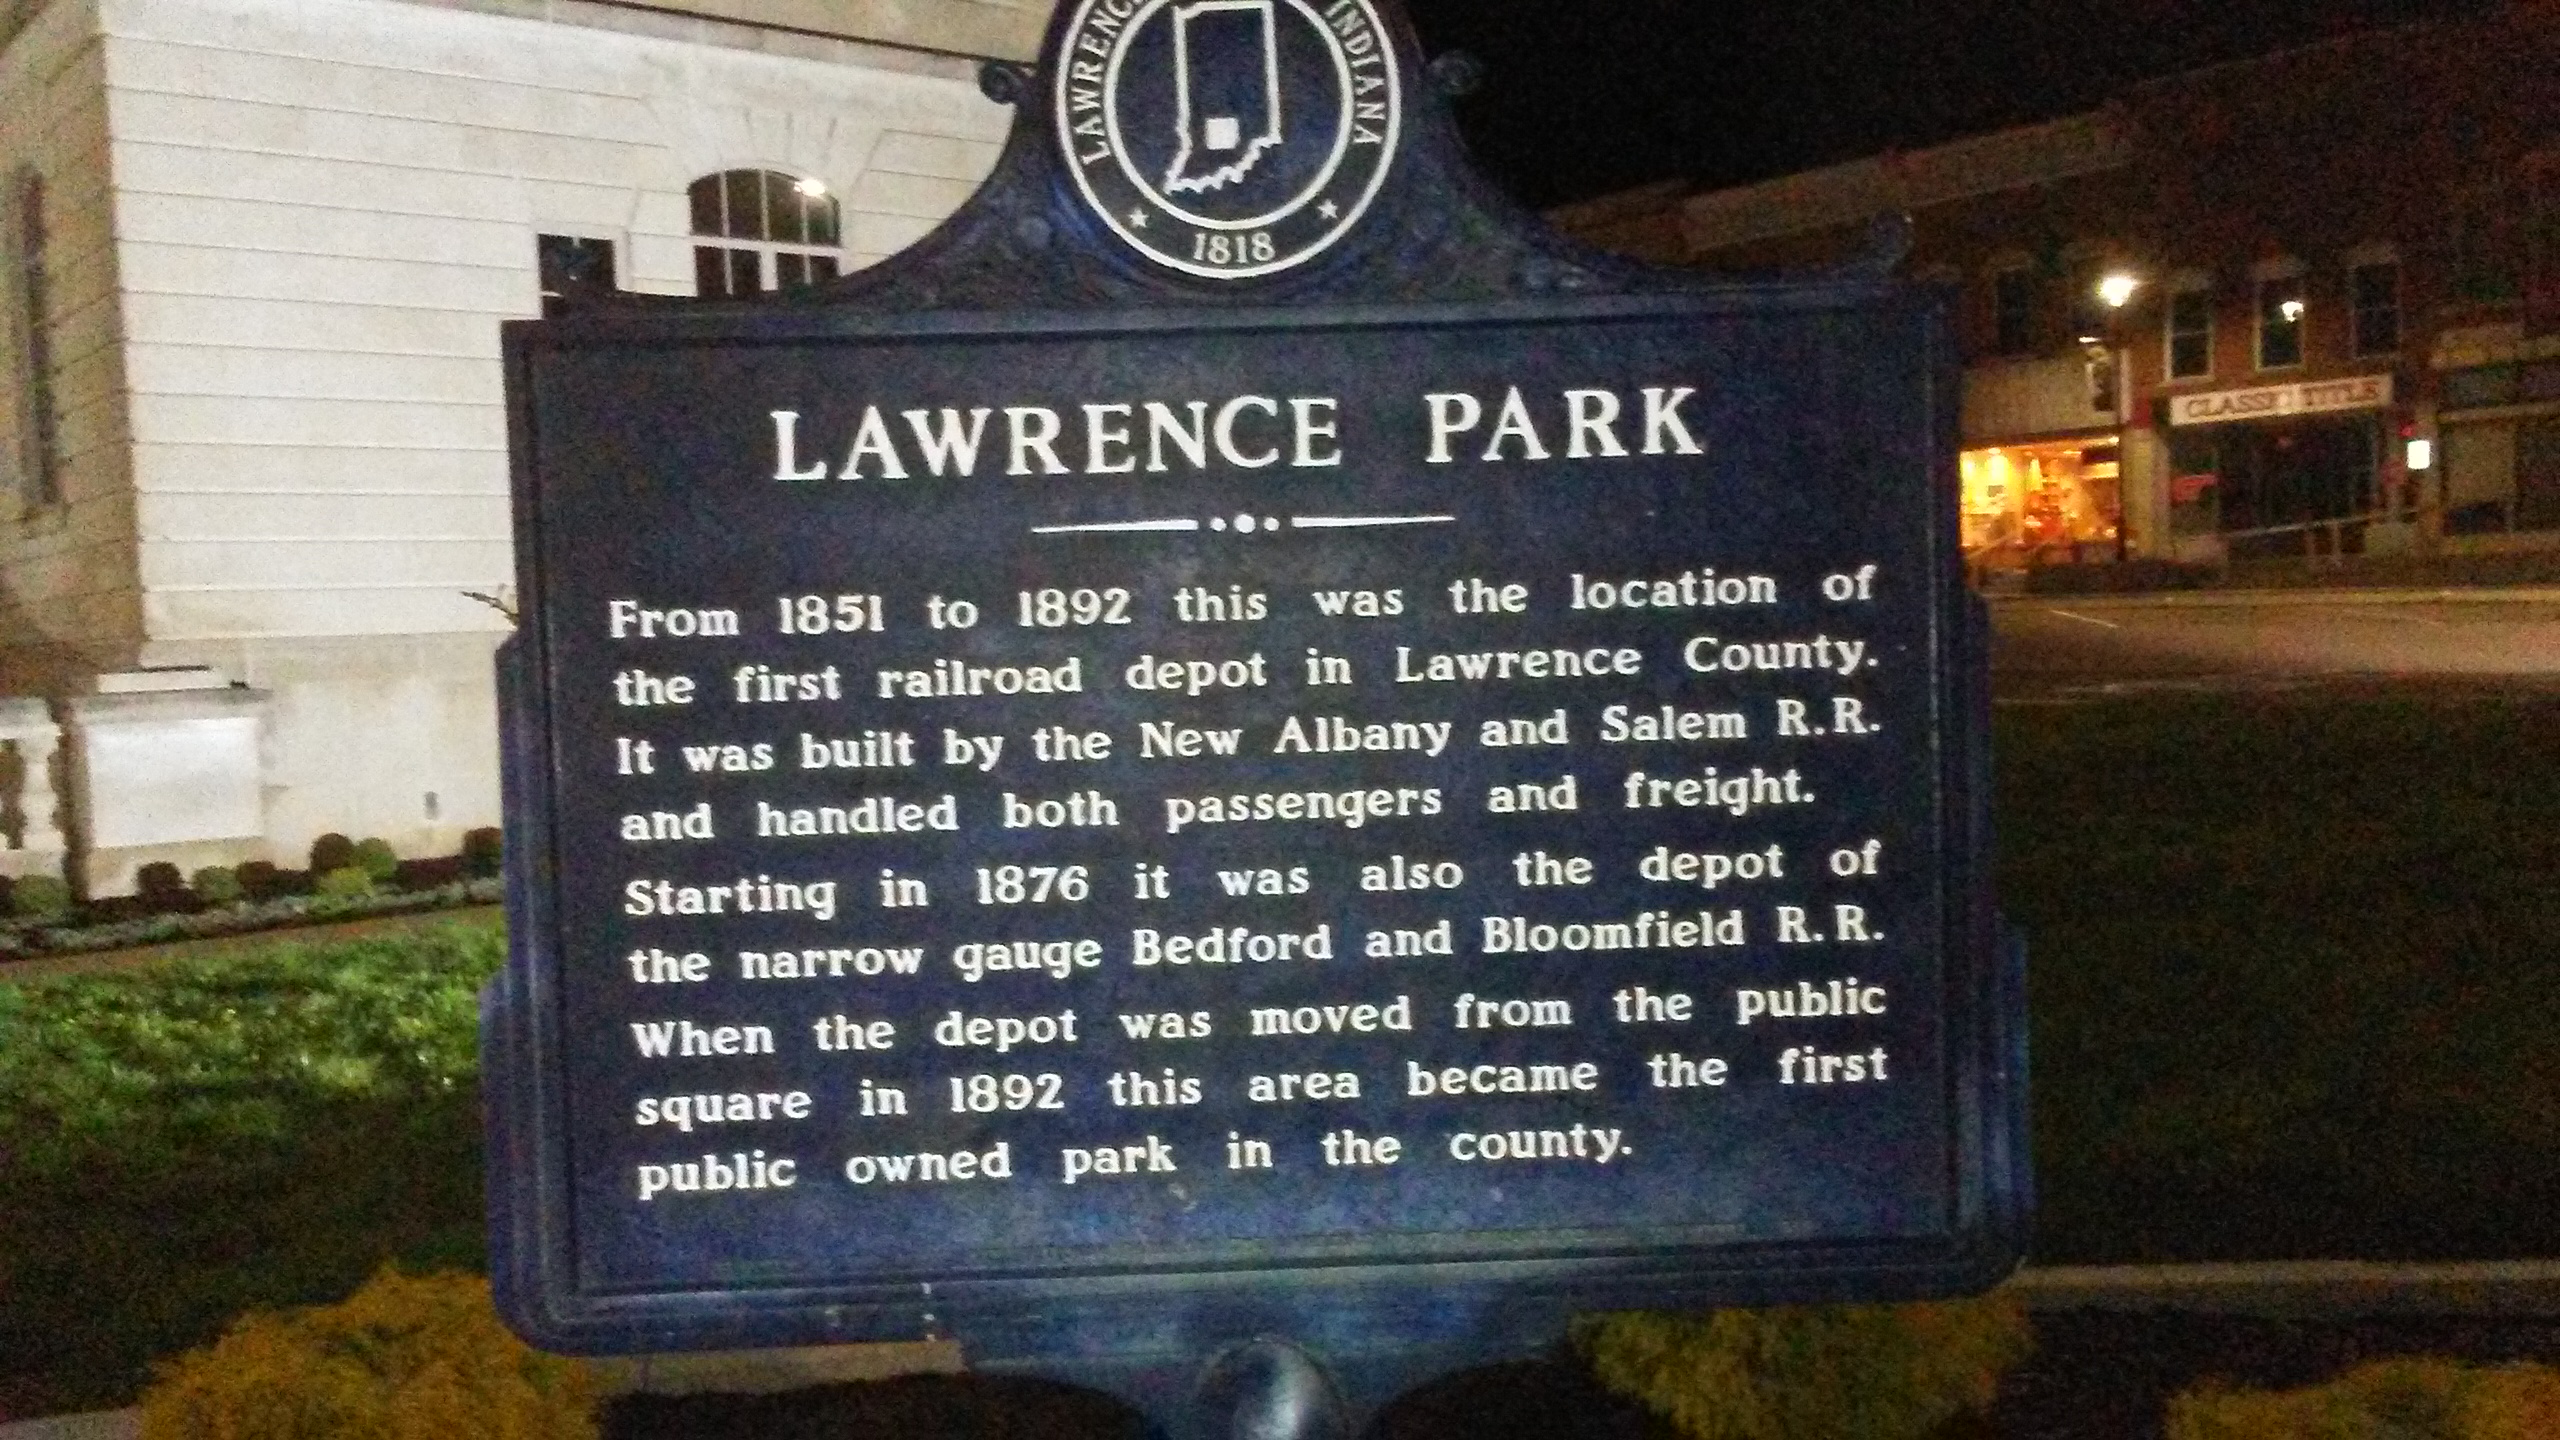 LAWRENCE INDIANA
1818
LAWRENCE PARK
From 1851 to 1892 this was the location of
the first railroad depot in Lawrence County.
It was built by the New Albany and Salem R.R.
and handled both passengers and freight.
Starting in 1876 it was also the depot of
the narrow gauge Bedford and Bloomfield R.R.
When the depot was moved from the public
square in 1892 this area became the first
public owned park in the county.
CLASSIC TITLE